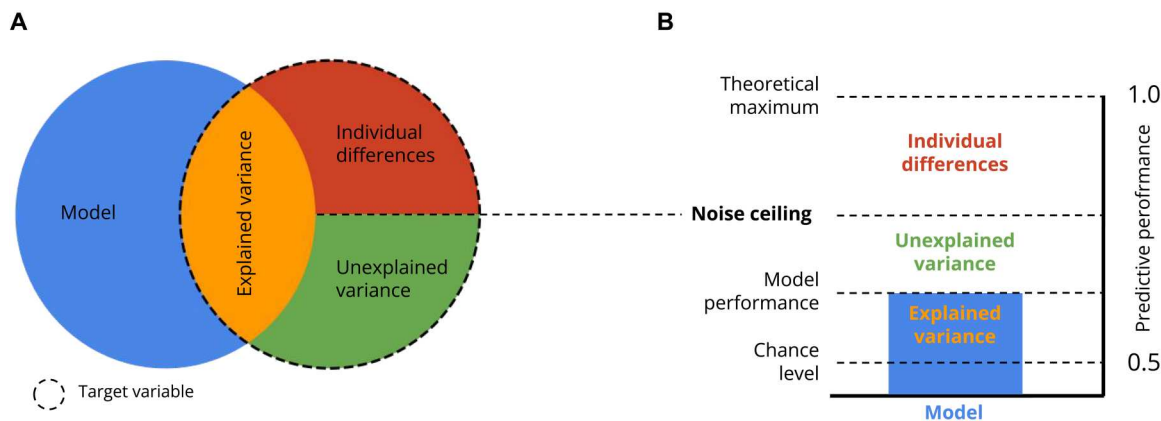 A
B
Model
Explained variance
Individual
differences
Unexplained
variance
Target variable
Theoretical
maximum
1.0
Individual
differences
Noise ceiling
Unexplained
variance
Model
performance
Explained
variance
Chance
level
0.5
Model
Predictive perofrmance